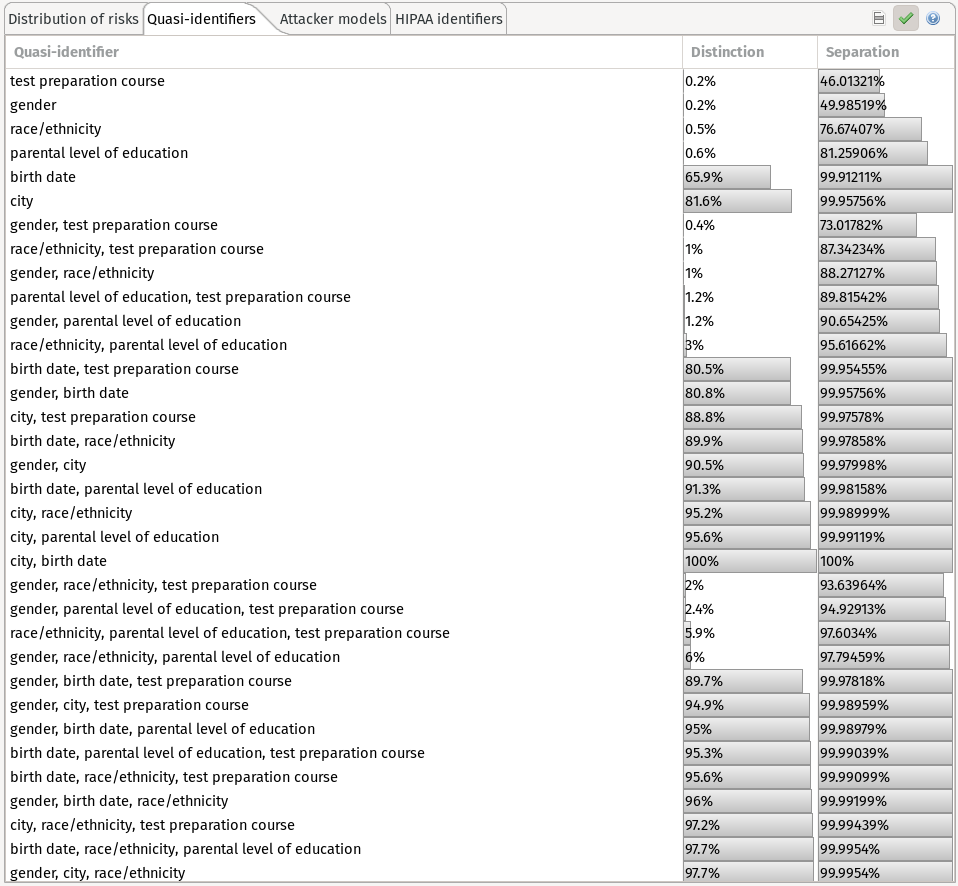 Distribution of risks Quasi-identifiers Attacker models HIPAA identifiers
Quasi-identifier Distinction Separation
test preparation course 0.2% 46.01321%
gender 0.2% 49.98519%
race/ethnicity 0.5% 76.67407%
parental level of education 0.6% 81.25906%
birth date 65.9% 99.91211%
city 81.6% 99.95756%
gender, test preparation course 0.4% 73.01782%
race/ethnicity, test preparation course 1% 87.34234%
gender, race/ethnicity 1% 88.27127%
parental level of education, test preparation course 1.2% 89.81542%
gender, parental level of education 1.2% 90.65425%
race/ethnicity, parental level of education 3% 95.61662%
birth date, test preparation course 80.5% 99.95455%
gender, birth date 80.8% 99.95756%
city, test preparation course 88.8% 99.97578%
birth date, race/ethnicity 89.9% 99.97858%
gender, city 90.5% 99.97998%
birth date, parental level of education 91.3% 99.98158%
city, race/ethnicity 95.2% 99.98999%
city, parental level of education 95.6% 99.99119%
city, birth date 100% 100%
gender, race/ethnicity, test preparation course 2% 93.63964%
gender, parental level of education, test preparation course 2.4% 94.92913%
race/ethnicity, parental level of education, test preparation course 5.9% 97.6034%
gender, race/ethnicity, parental level of education 6% 97.79459%
gender, birth date, test preparation course 89.7% 99.97818%
gender, city, test preparation course 94.9% 99.98959%
gender, birth date, parental level of education 95% 99.98979%
birth date, parental level of education, test preparation course 95.3% 99.99039%
birth date, race/ethnicity, test preparation course 95.6% 99.99099%
gender, birth date, race/ethnicity 96% 99.99199%
city, race/ethnicity, test preparation course 97.2% 99.99439%
birth date, race/ethnicity, parental level of education 97.7% 99.9954%
gender, city, race/ethnicity 97.7% 99.9954%